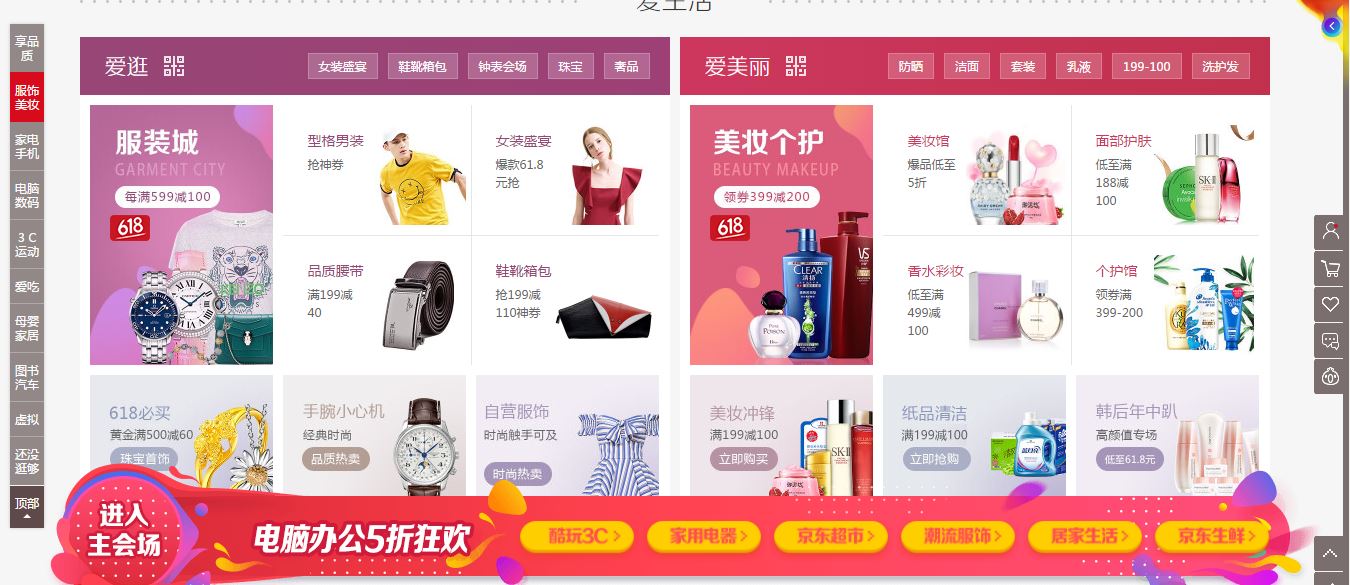 爱生活
享品
质
服饰
美妆
家电
手机
电脑
数码
3 C
运动
爱吃
母婴
家居
图书
汽车
虚拟
还没
逛够
顶部
爱逛
女装盛宴
鞋靴箱包
钟表会场
珠宝
奢品
服装城
GARMENT CITY
每满599减100
618
型格男装
抢神券
女装盛宴
爆款61.8
元抢
品质腰带
满199减
40
鞋靴箱包
抢199减
110神券
618必买
黄金满500减60
珠宝首饰
手腕小心机
经典时尚
品质热卖
自营服饰
时尚触手可及
时尚热卖
爱美丽
防晒
洁面
套装
乳液
199-100
洗护发
美妆个护
BEAUTY MAKEUP
领券399减200
618
CLEAR
清扬
VS
美妆馆
爆品低至
5折
面部护肤
低至满
188减
100
SK-II
香水彩妆
低至满
499减
100
CHANEL
个护馆
领券满
399-200
美妆冲锋
满199减100
立即购买
SK-II
纸品清洁
满199减100
立即抢购
韩后年中趴
高颜值专场
低至61.8元
进入
主会场
电脑办公5折狂欢
酷玩3C
家用电器
京东超市
潮流服饰
居家生活
京东生鲜